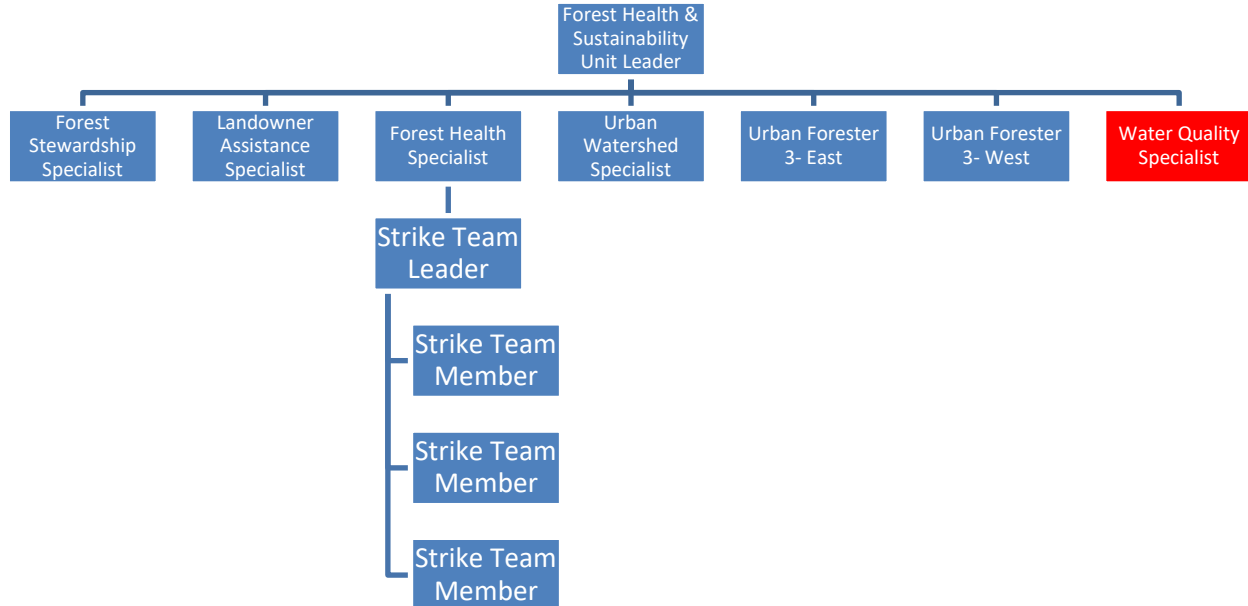 Forest Health &
Sustainability
Unit Leader
Forest
Stewardship
Specialist
Landowner
Assistance
Specialist
Forest Health
Specialist
Urban
Watershed
Specialist
Urban Forester
3- East
Urban Forester
3- West
Water Quality
Specialist
Strike Team
Leader
Strike Team
Member
Strike Team
Member
Strike Team
Member